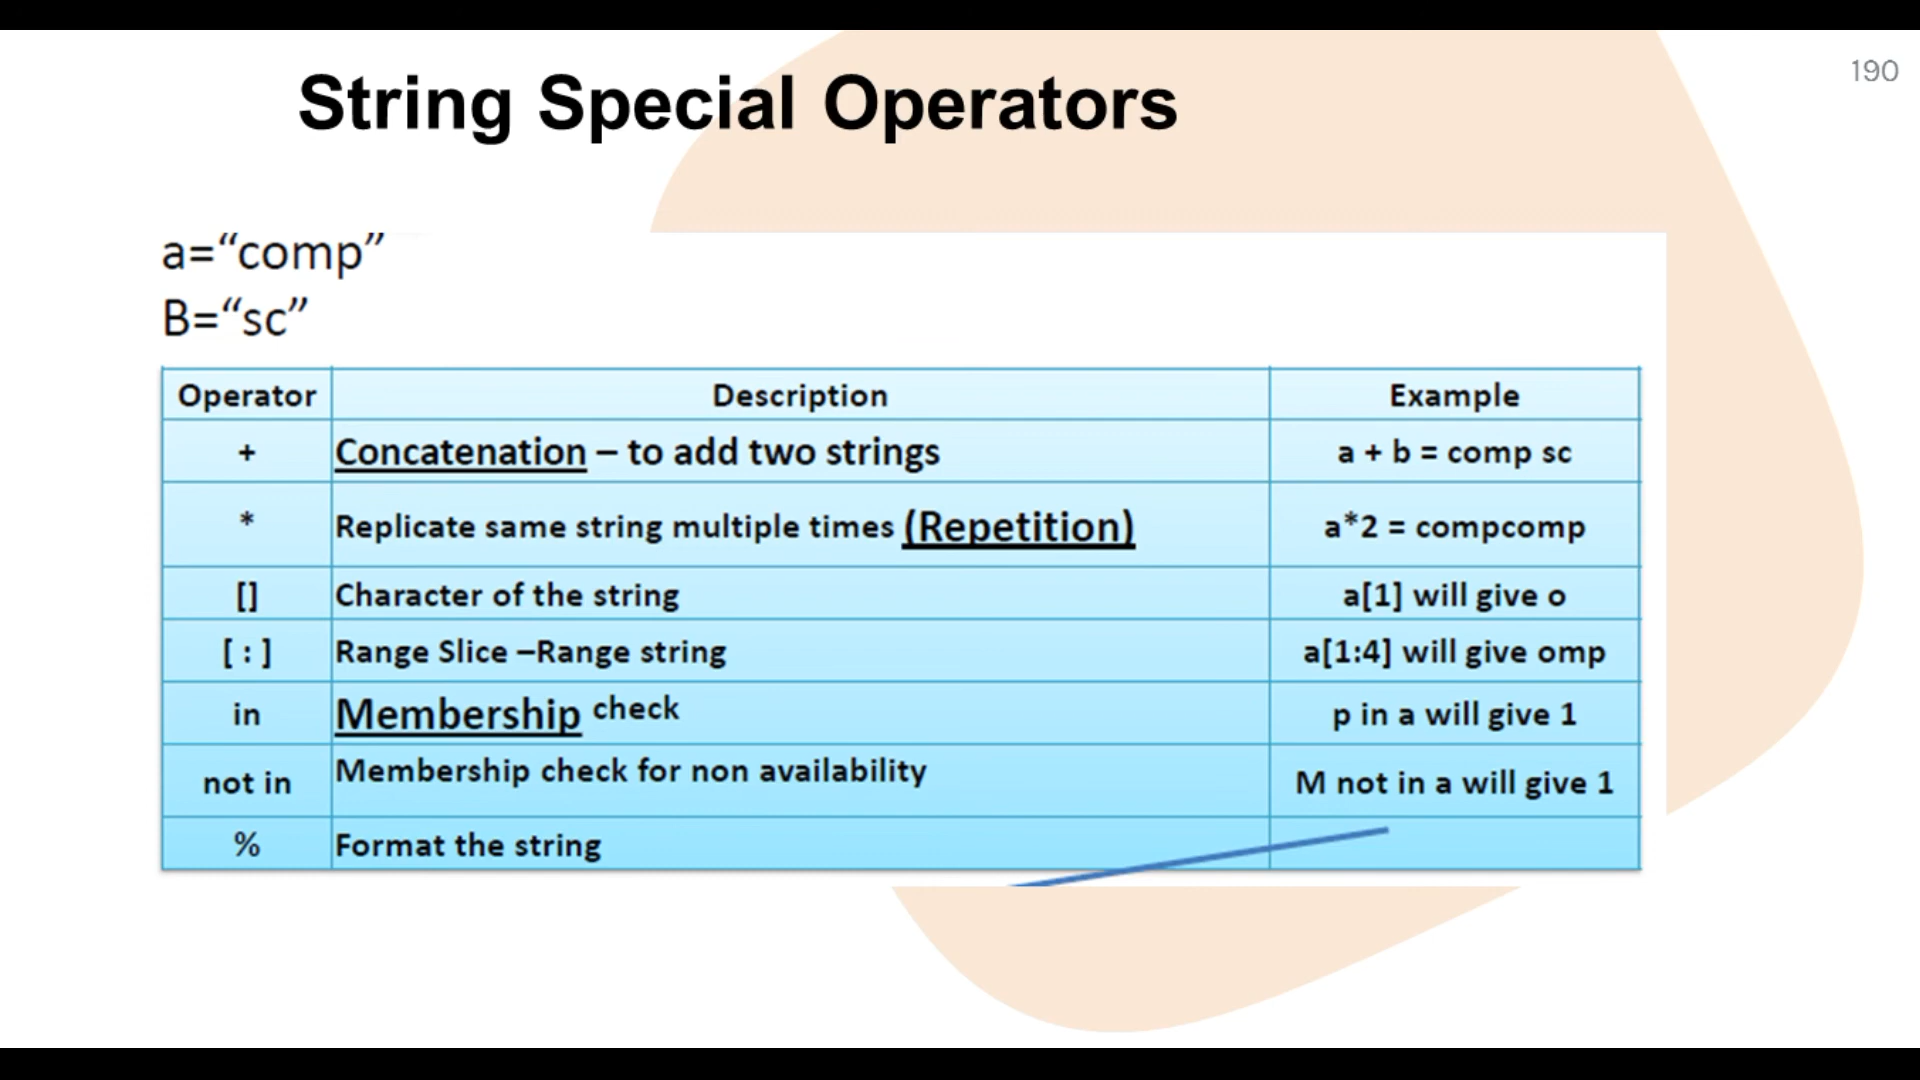 String Special Operators
190
a=“comp”
B=“sc”
Operator Description Example
+ Concatenation – to add two strings a + b = comp sc
* Replicate same string multiple times (Repetition) a*2 = compcomp
[] Character of the string a[1] will give o
[ : ] Range Slice –Range string a[1:4] will give omp
in Membership check p in a will give 1
not in Membership check for non availability M not in a will give 1
% Format the string